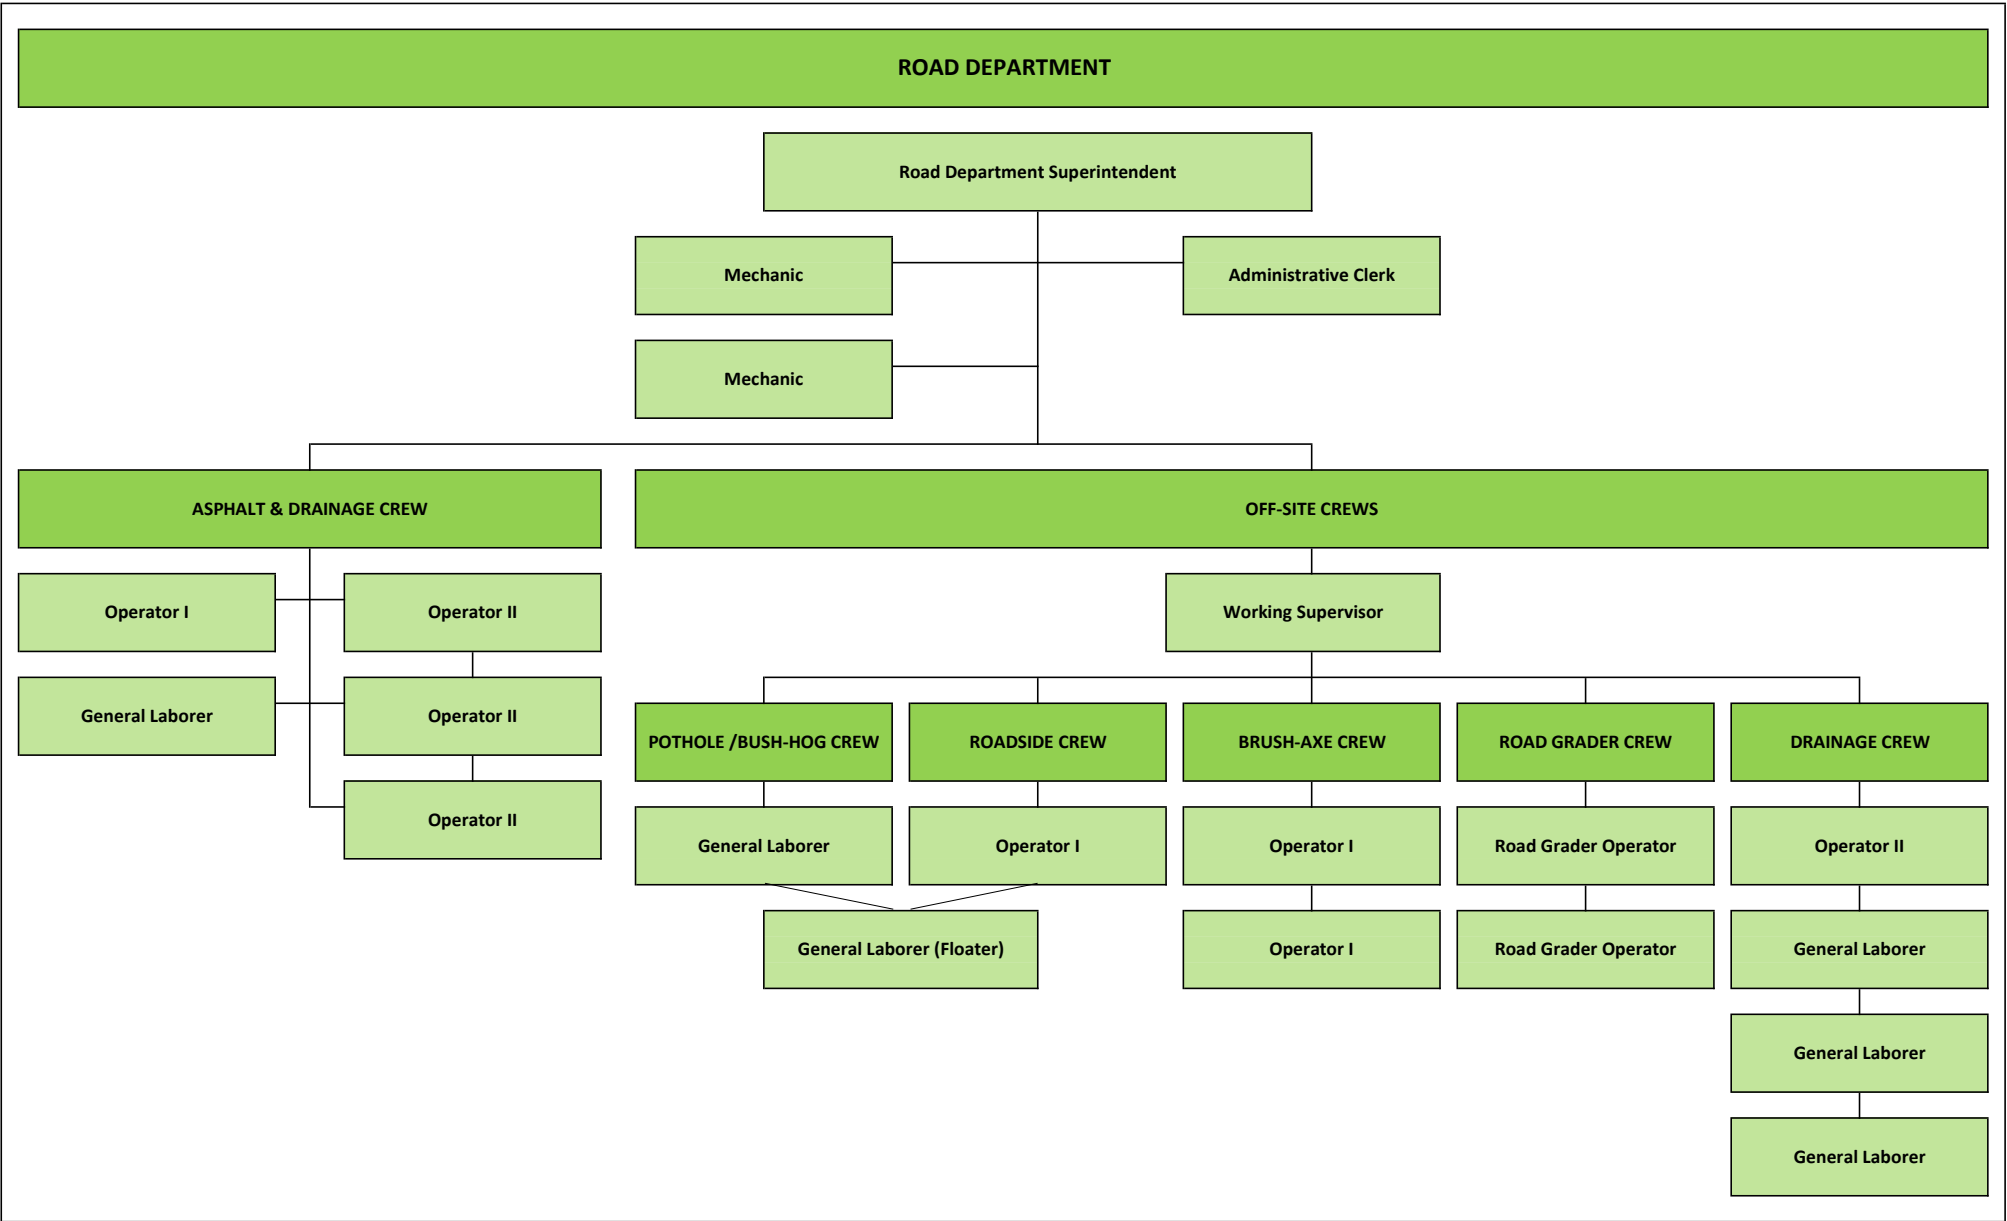 ROAD DEPARTMENT
Road Department Superintendent
Mechanic
Administrative Clerk
Mechanic
ASPHALT & DRAINAGE CREW
OFF-SITE CREWS
Operator I
Operator II
Working Supervisor
General Laborer
Operator II
POTHOLE /BUSH-HOG CREW
ROADSIDE CREW
BRUSH-AXE CREW
ROAD GRADER CREW
DRAINAGE CREW
Operator II
General Laborer
Operator I
Operator I
Road Grader Operator
Operator II
General Laborer (Floater)
Operator I
Road Grader Operator
General Laborer
General Laborer
General Laborer